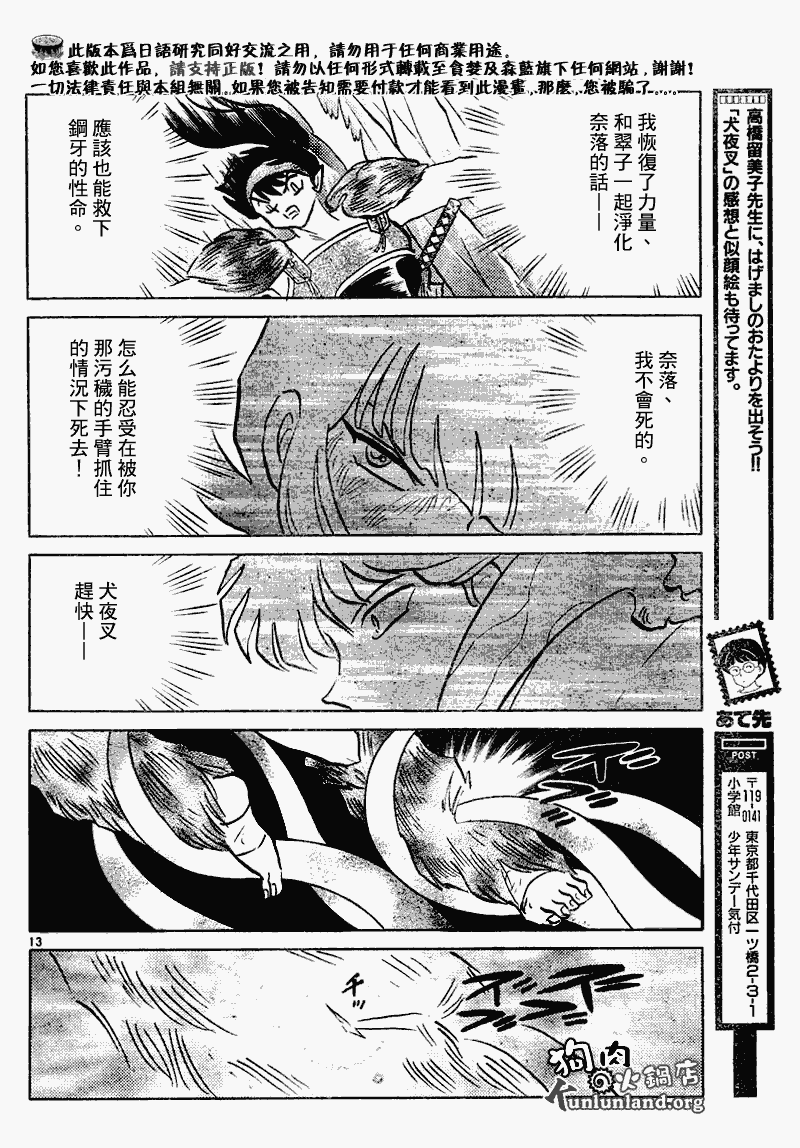 此版本爲日語研究同好交流之用，請勿用于任何商業用途。
如您喜歡此作品，請支持正版！請勿以任何形式轉載至貪婪及森藍旗下任何網站，謝謝！
一切法律責任與本組無關。如果您被告知需要付款才能看到此漫畫，那麼，您被騙了……
我恢復了力量、
和翠子一起淨化
奈落的話——
應該也能救下
鋼牙的性命。
奈落、
我不會死的。
怎么能忍受在被你
那污穢的手臂抓住
的情況下死去！
犬夜叉
趕快——
13
高橋留美子先生に、はげましのおたよりを出そう!!
「犬夜叉」の感想と似顔絵も待ってます。
あて先
POST
〒119-0141 東京都千代田区一ツ橋2-3-1
小学館 少年サンデー気付
狗肉火鍋店
Kunlunland.org